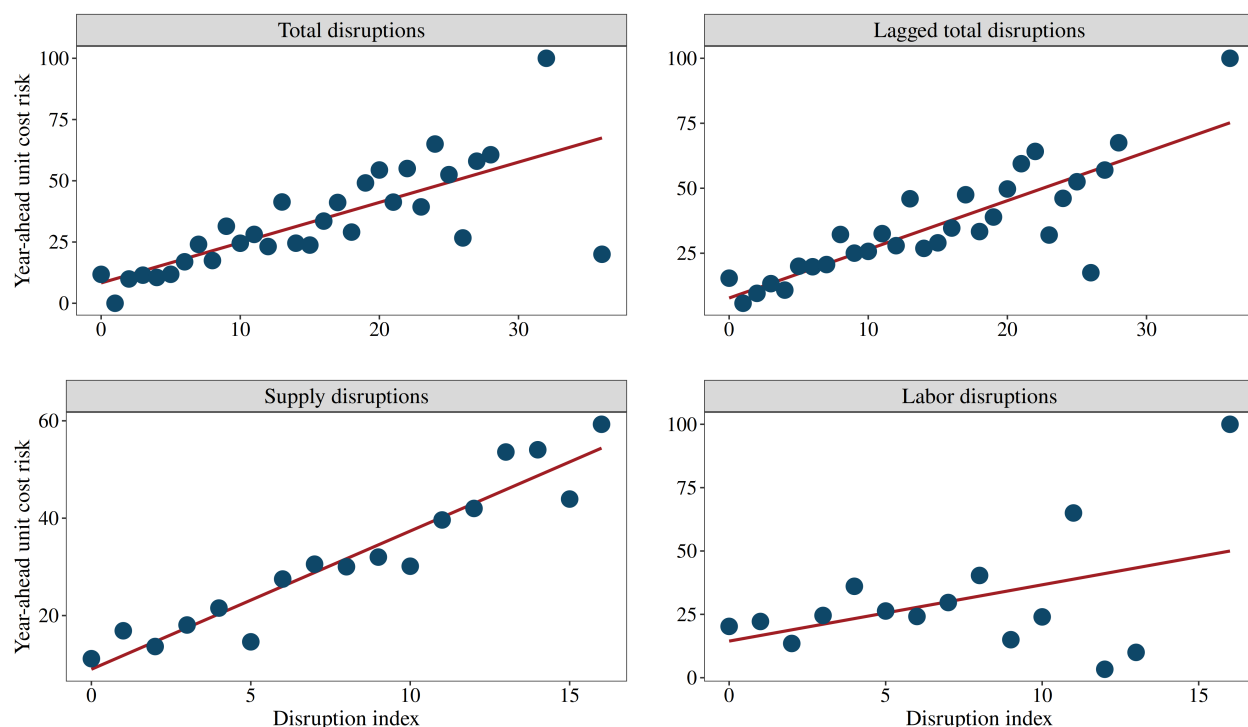 Total disruptions
Lagged total disruptions
Year-ahead unit cost risk
100
75
50
25
0
0 10 20 30
100
75
50
25
0 10 20 30
Supply disruptions
Labor disruptions
Year-ahead unit cost risk
60
40
20
0 5 10 15
Disruption index
100
75
50
25
0
0 5 10 15
Disruption index